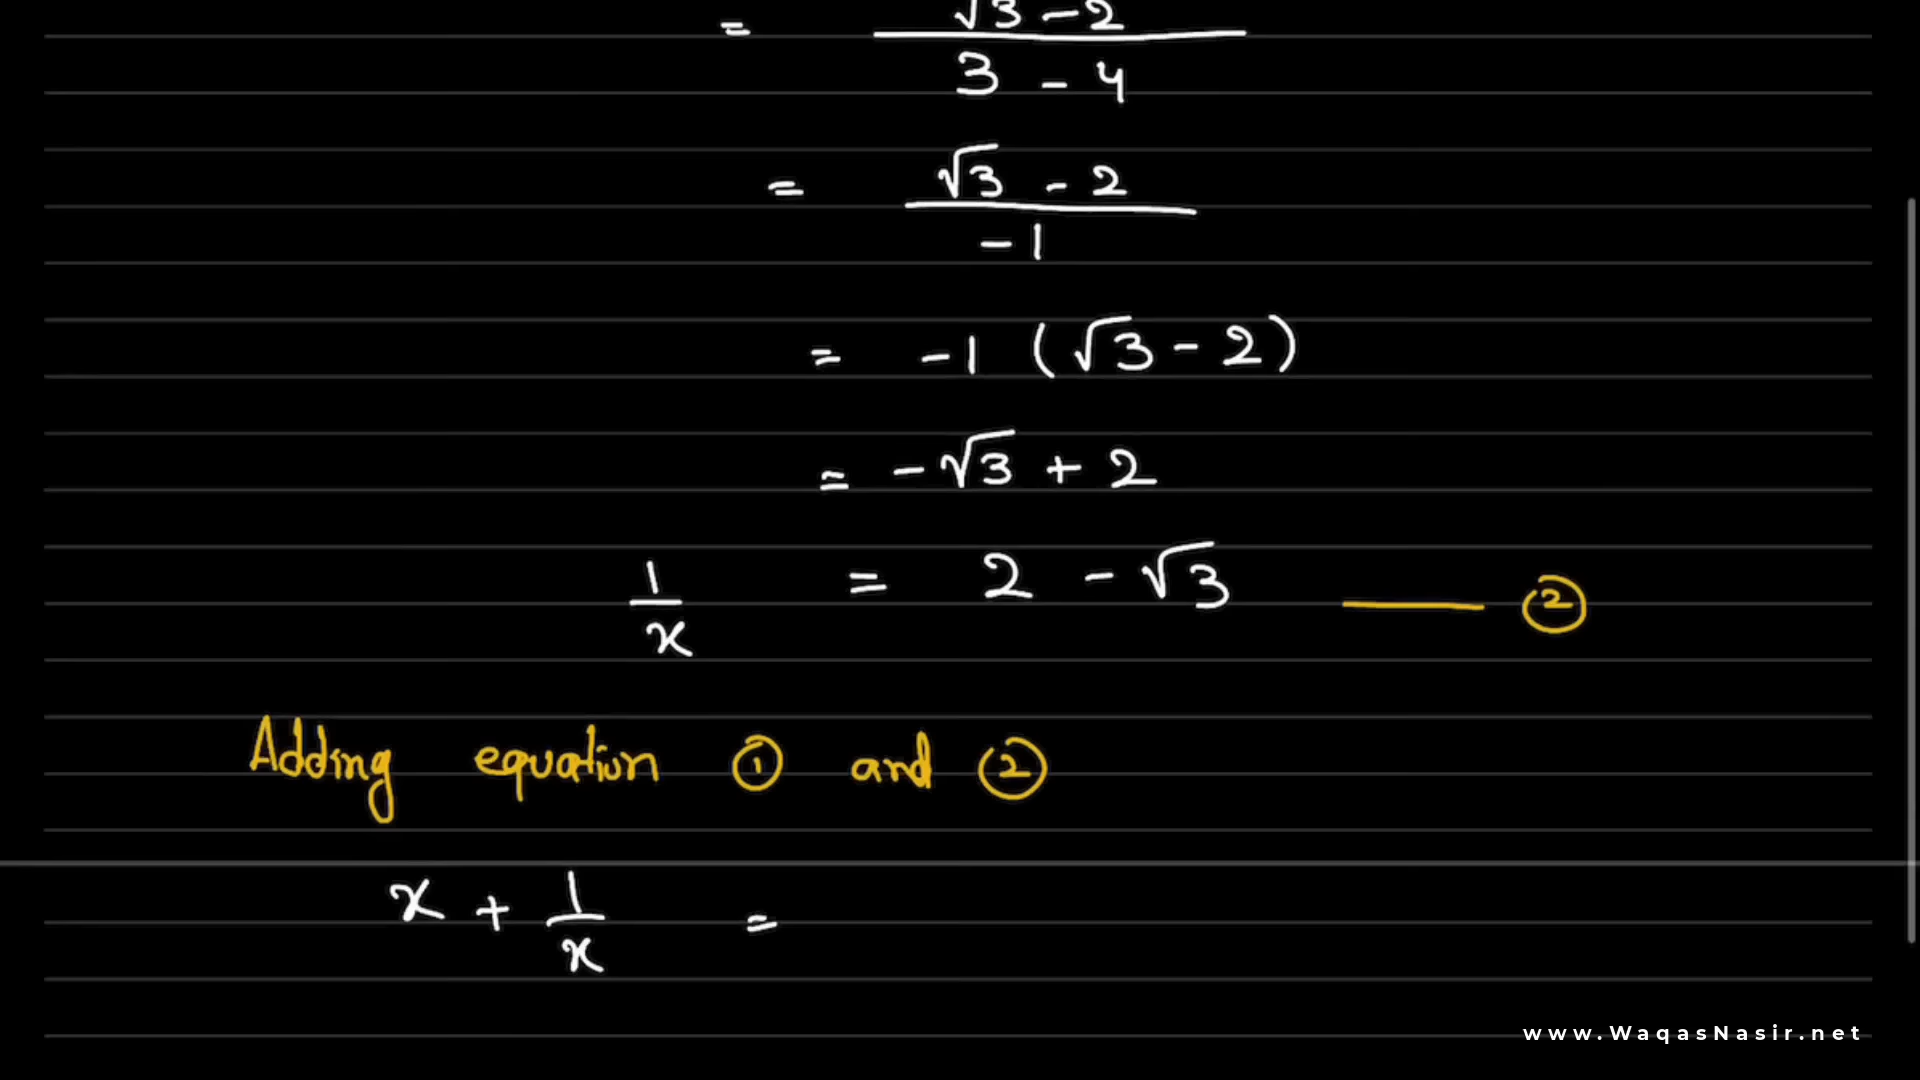 = √3 - 2 / 3 - 4
= √3 - 2 / -1
= -1 (√3 - 2)
= -√3 + 2
1/x = 2 - √3 —— ②
Adding equation ① and ②
x + 1/x =
www.WaqasNasir.net